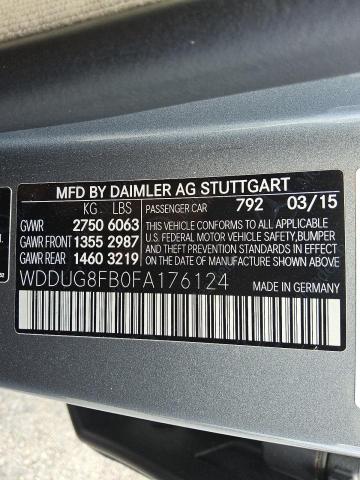 MFD BY DAIMLER AG STUTTGART
KG LBS PASSENGER CAR 792 03/15
GVWR 2750 6063
GAWR FRONT 1355 2987
GAWR REAR 1460 3219
THIS VEHICLE CONFORMS TO ALL APPLICABLE
U.S. FEDERAL MOTOR VEHICLE SAFETY, BUMPER
AND THEFT PREVENTION STANDARDS IN EFFECT
ON THE DATE OF MANUFACTURE SHOWN ABOVE
WDDUG8FB0FA176124
MADE IN GERMANY